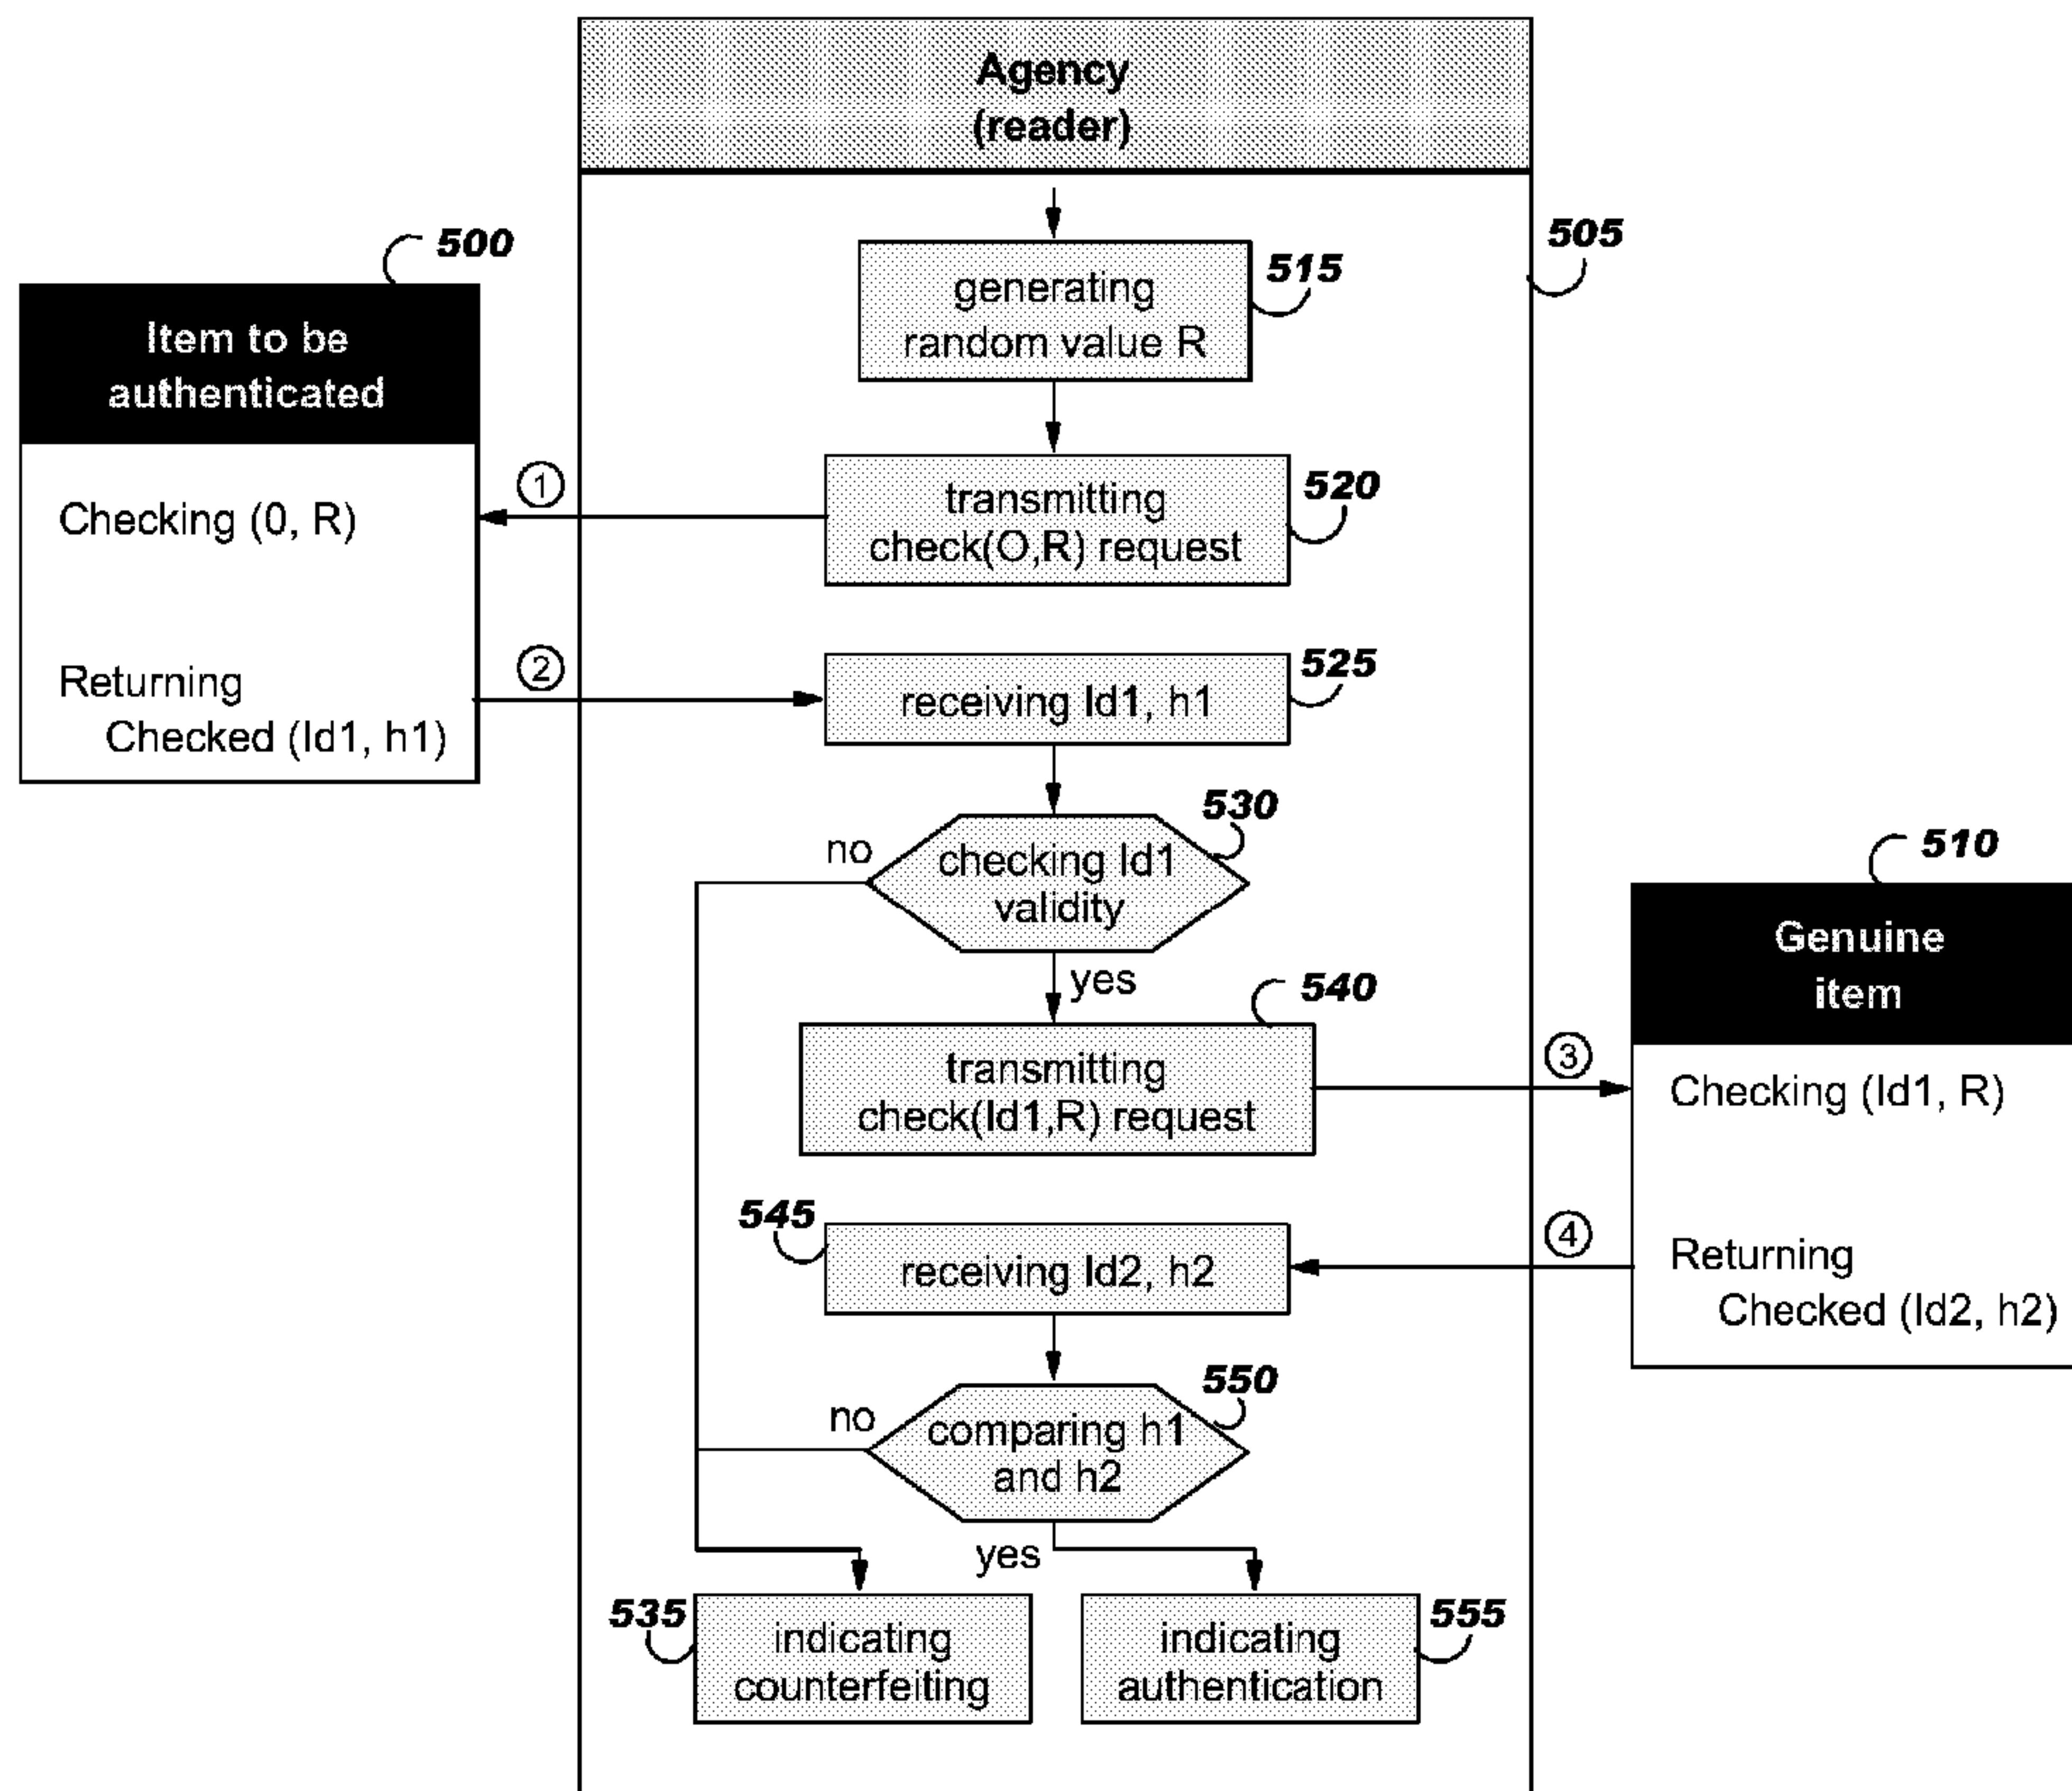 Agency
(reader)
500
505
Item to be
authenticated
generating
random value R
515
Checking (0, R)
1
transmitting
check(O,R) request
520
Returning
Checked (Id1, h1)
2
receiving Id1, h1
525
530
no
checking Id1
validity
yes
510
Genuine
item
540
transmitting
check(Id1,R) request
3
Checking (Id1, R)
545
receiving Id2, h2
4
Returning
Checked (Id2, h2)
550
no
comparing h1
and h2
yes
535
indicating
counterfeiting
indicating
authentication
555